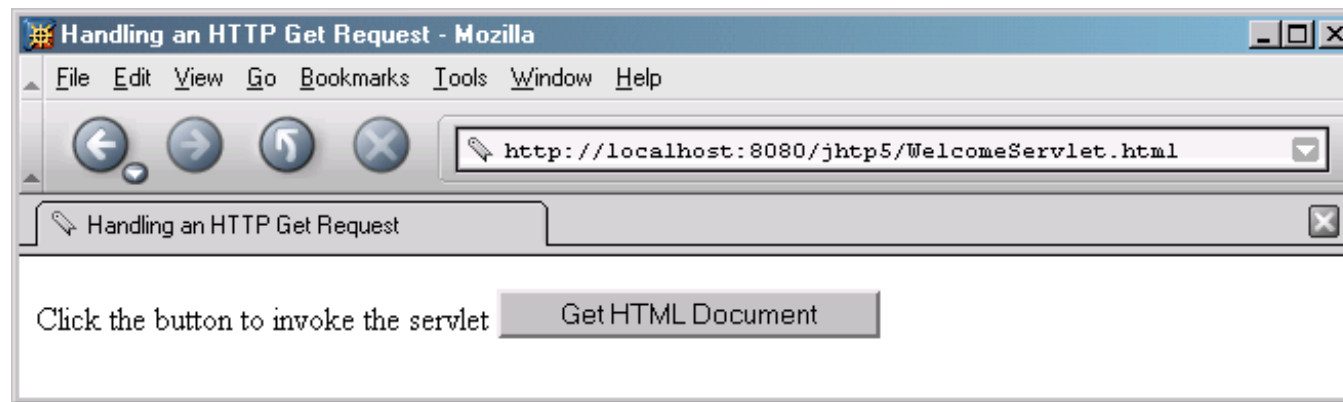 Handling an HTTP Get Request - Mozilla
File Edit View Go Bookmarks Tools Window Help
http://localhost:8080/jhtp5/WelcomeServlet.html
Handling an HTTP Get Request
Click the button to invoke the servlet Get HTML Document